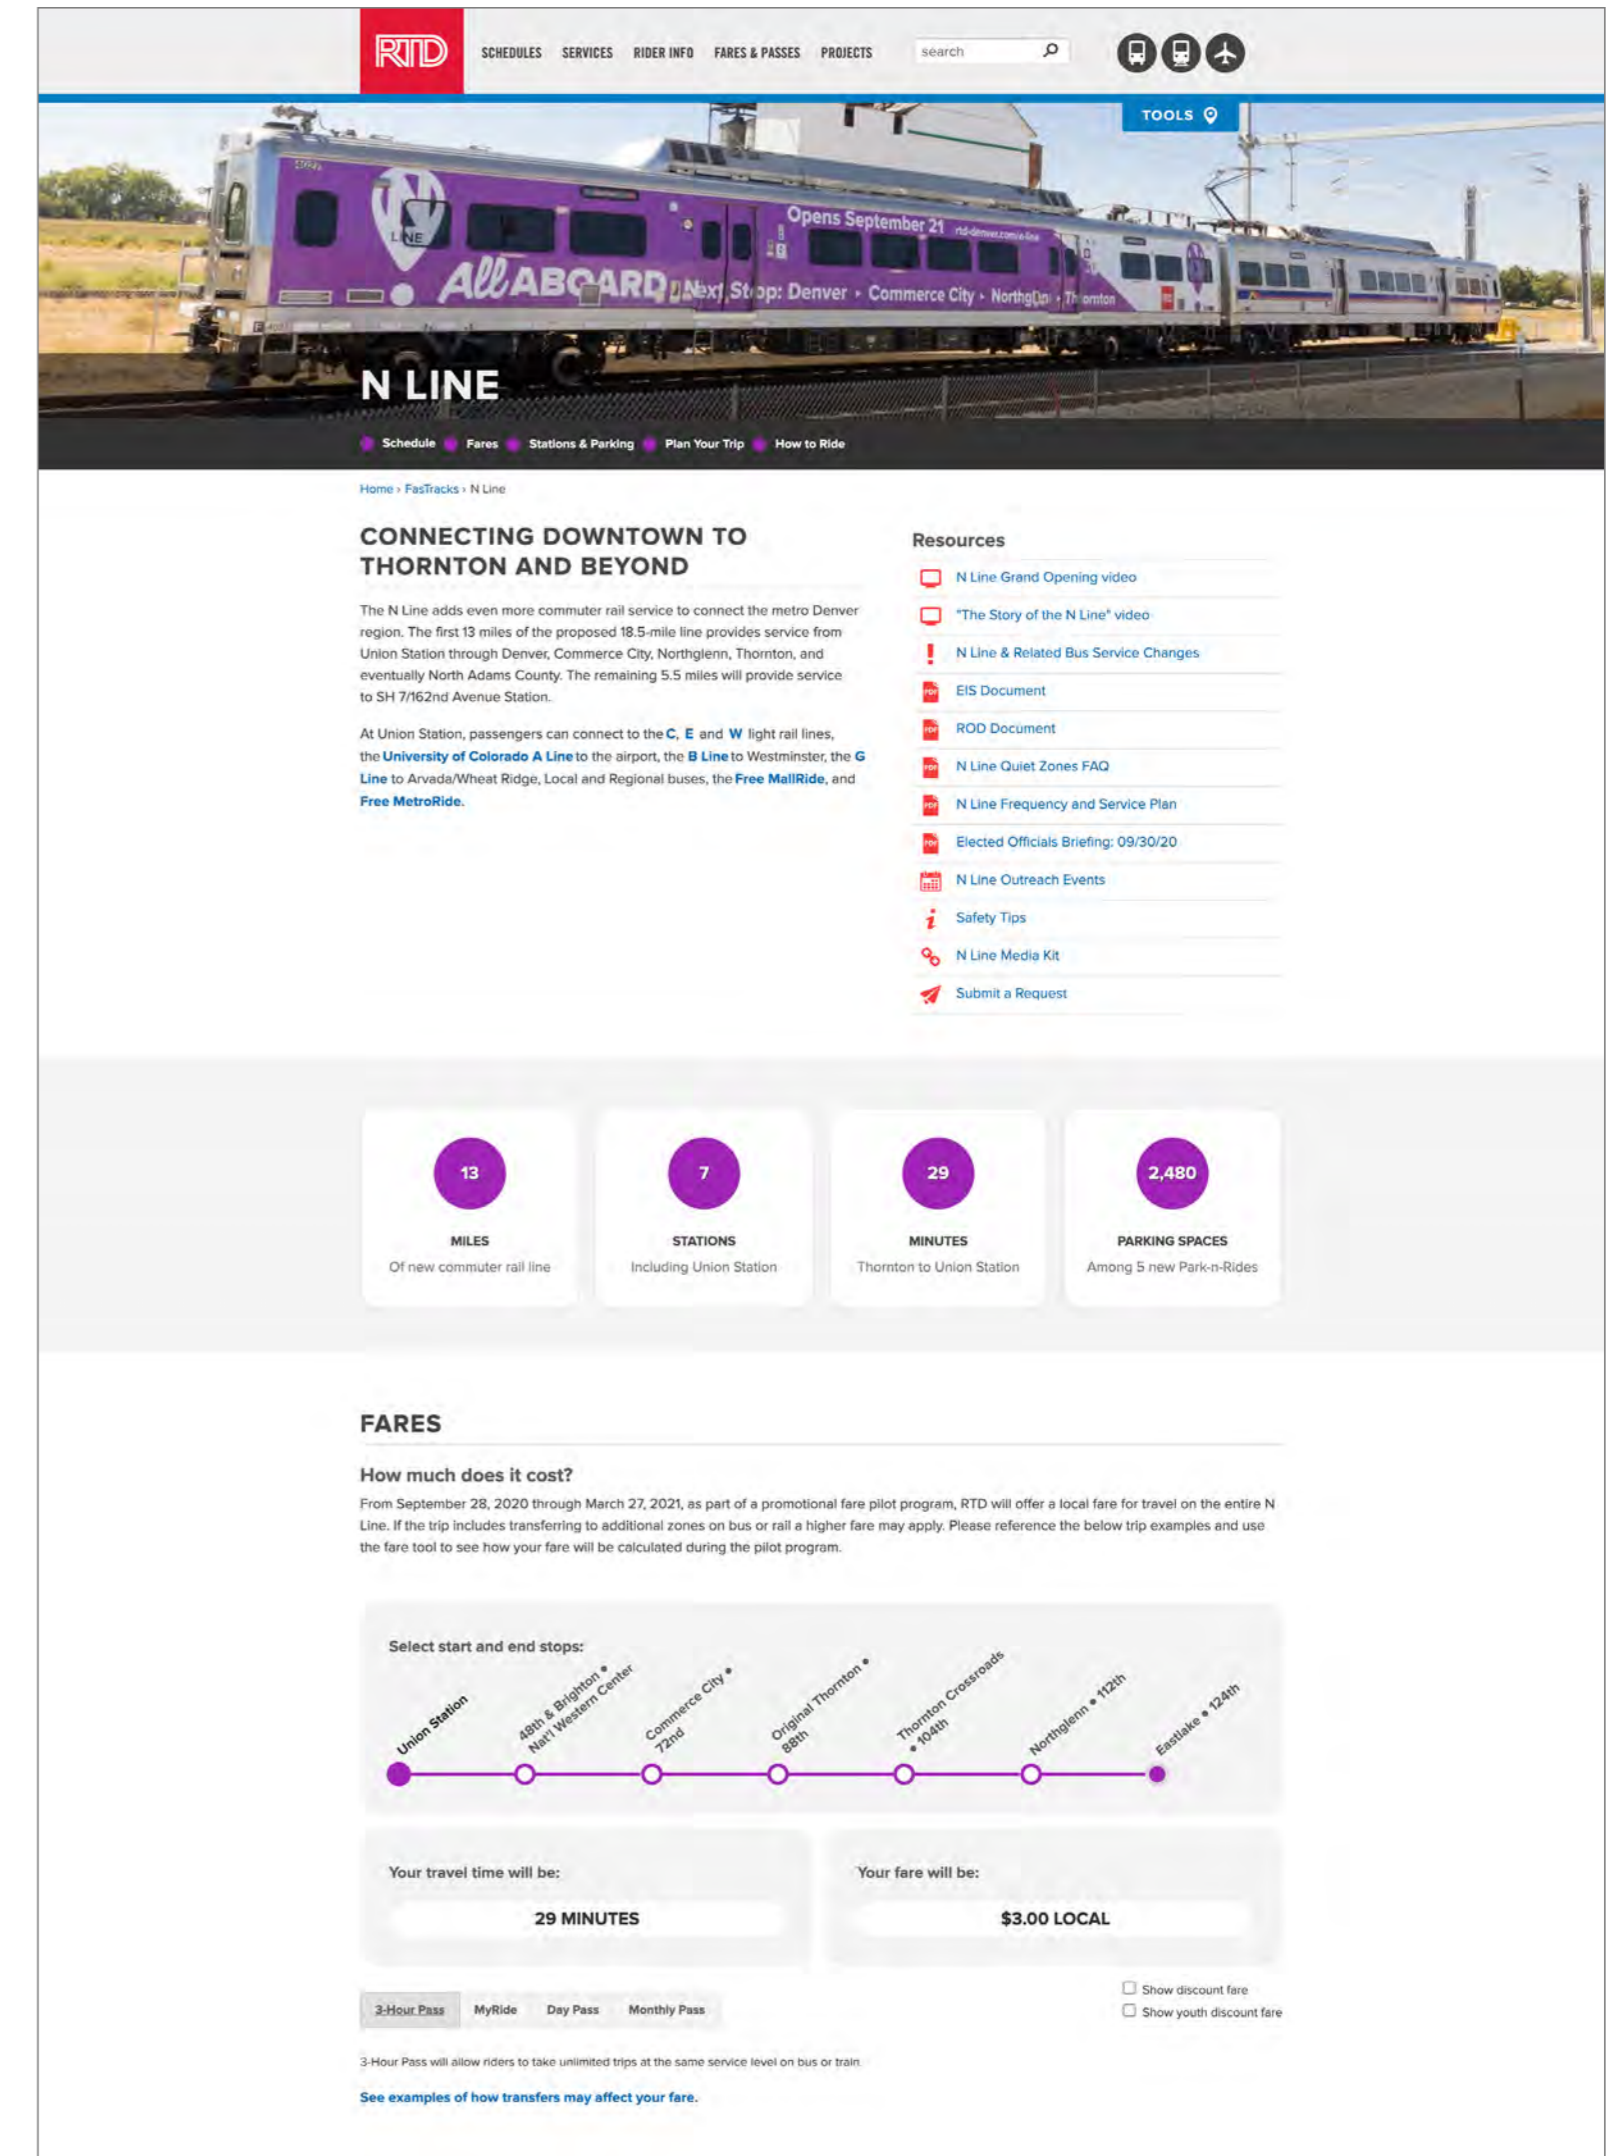 RTD
SCHEDULES SERVICES RIDER INFO FARES & PASSES PROJECTS
search
TOOLS
4027
N
LINE
All ABOARD
Opens September 21 rtd-denver.com/n-line
Next Stop: Denver • Commerce City • Northglenn • Thornton
N LINE
Schedule Fares Stations & Parking Plan Your Trip How to Ride
Home › FasTracks › N Line
CONNECTING DOWNTOWN TO
THORNTON AND BEYOND
The N Line adds even more commuter rail service to connect the metro Denver
region. The first 13 miles of the proposed 18.5-mile line provides service from
Union Station through Denver, Commerce City, Northglenn, Thornton, and
eventually North Adams County. The remaining 5.5 miles will provide service
to SH 7/162nd Avenue Station.
At Union Station, passengers can connect to the C, E and W light rail lines,
the University of Colorado A Line to the airport, the B Line to Westminster, the G
Line to Arvada/Wheat Ridge, Local and Regional buses, the Free MallRide, and
Free MetroRide.
Resources
N Line Grand Opening video
"The Story of the N Line" video
N Line & Related Bus Service Changes
PDF EIS Document
PDF ROD Document
PDF N Line Quiet Zones FAQ
PDF N Line Frequency and Service Plan
PDF Elected Officials Briefing: 09/30/20
N Line Outreach Events
Safety Tips
N Line Media Kit
Submit a Request
13
MILES
Of new commuter rail line
7
STATIONS
Including Union Station
29
MINUTES
Thornton to Union Station
2,480
PARKING SPACES
Among 5 new Park-n-Rides
FARES
How much does it cost?
From September 28, 2020 through March 27, 2021, as part of a promotional fare pilot program, RTD will offer a local fare for travel on the entire N
Line. If the trip includes transferring to additional zones on bus or rail a higher fare may apply. Please reference the below trip examples and use
the fare tool to see how your fare will be calculated during the pilot program.
Select start and end stops:
Union Station
48th & Brighton •
Nat'l Western Center
Commerce City •
72nd
Original Thornton •
88th
Thornton Crossroads
• 104th
Northglenn • 112th
Eastlake • 124th
Your travel time will be:
29 MINUTES
Your fare will be:
$3.00 LOCAL
3-Hour Pass MyRide Day Pass Monthly Pass
Show discount fare
Show youth discount fare
3-Hour Pass will allow riders to take unlimited trips at the same service level on bus or train.
See examples of how transfers may affect your fare.